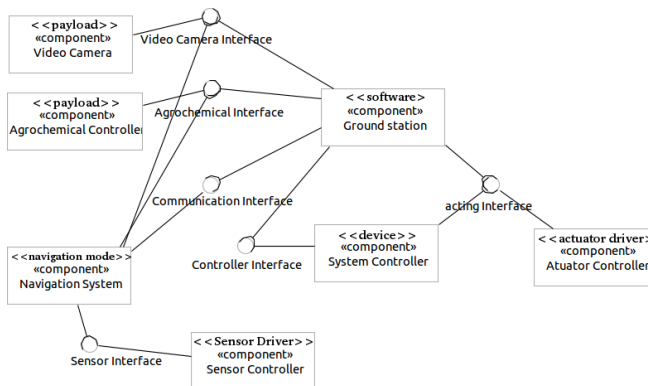 <<payload>>
«component»
Video Camera
Video Camera Interface
<<payload>>
«component»
Agrochemical Controller
Agrochemical Interface
<<software>
«component»
Ground station
Communication Interface
acting Interface
<<navigation mode>>
«component»
Navigation System
Controller Interface
<<device>>
«component»
System Controller
<<actuator driver>
«component»
Atuator Controller
Sensor Interface
<<Sensor Driver>>
«component»
Sensor Controller